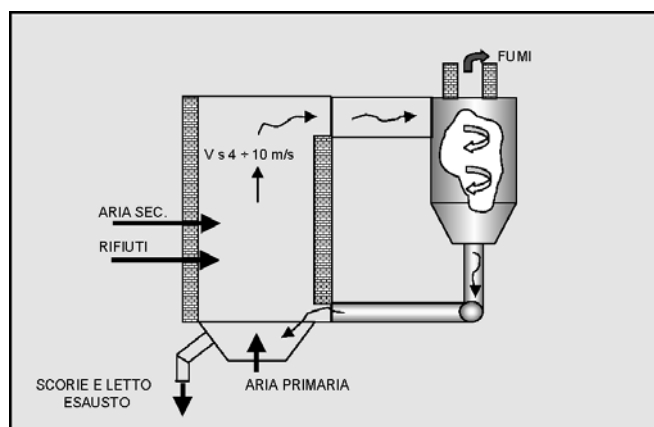 FUMI
V s 4 ÷ 10 m/s
ARIA SEC.
RIFIUTI
SCORIE E LETTO
ESAUSTO
ARIA PRIMARIA